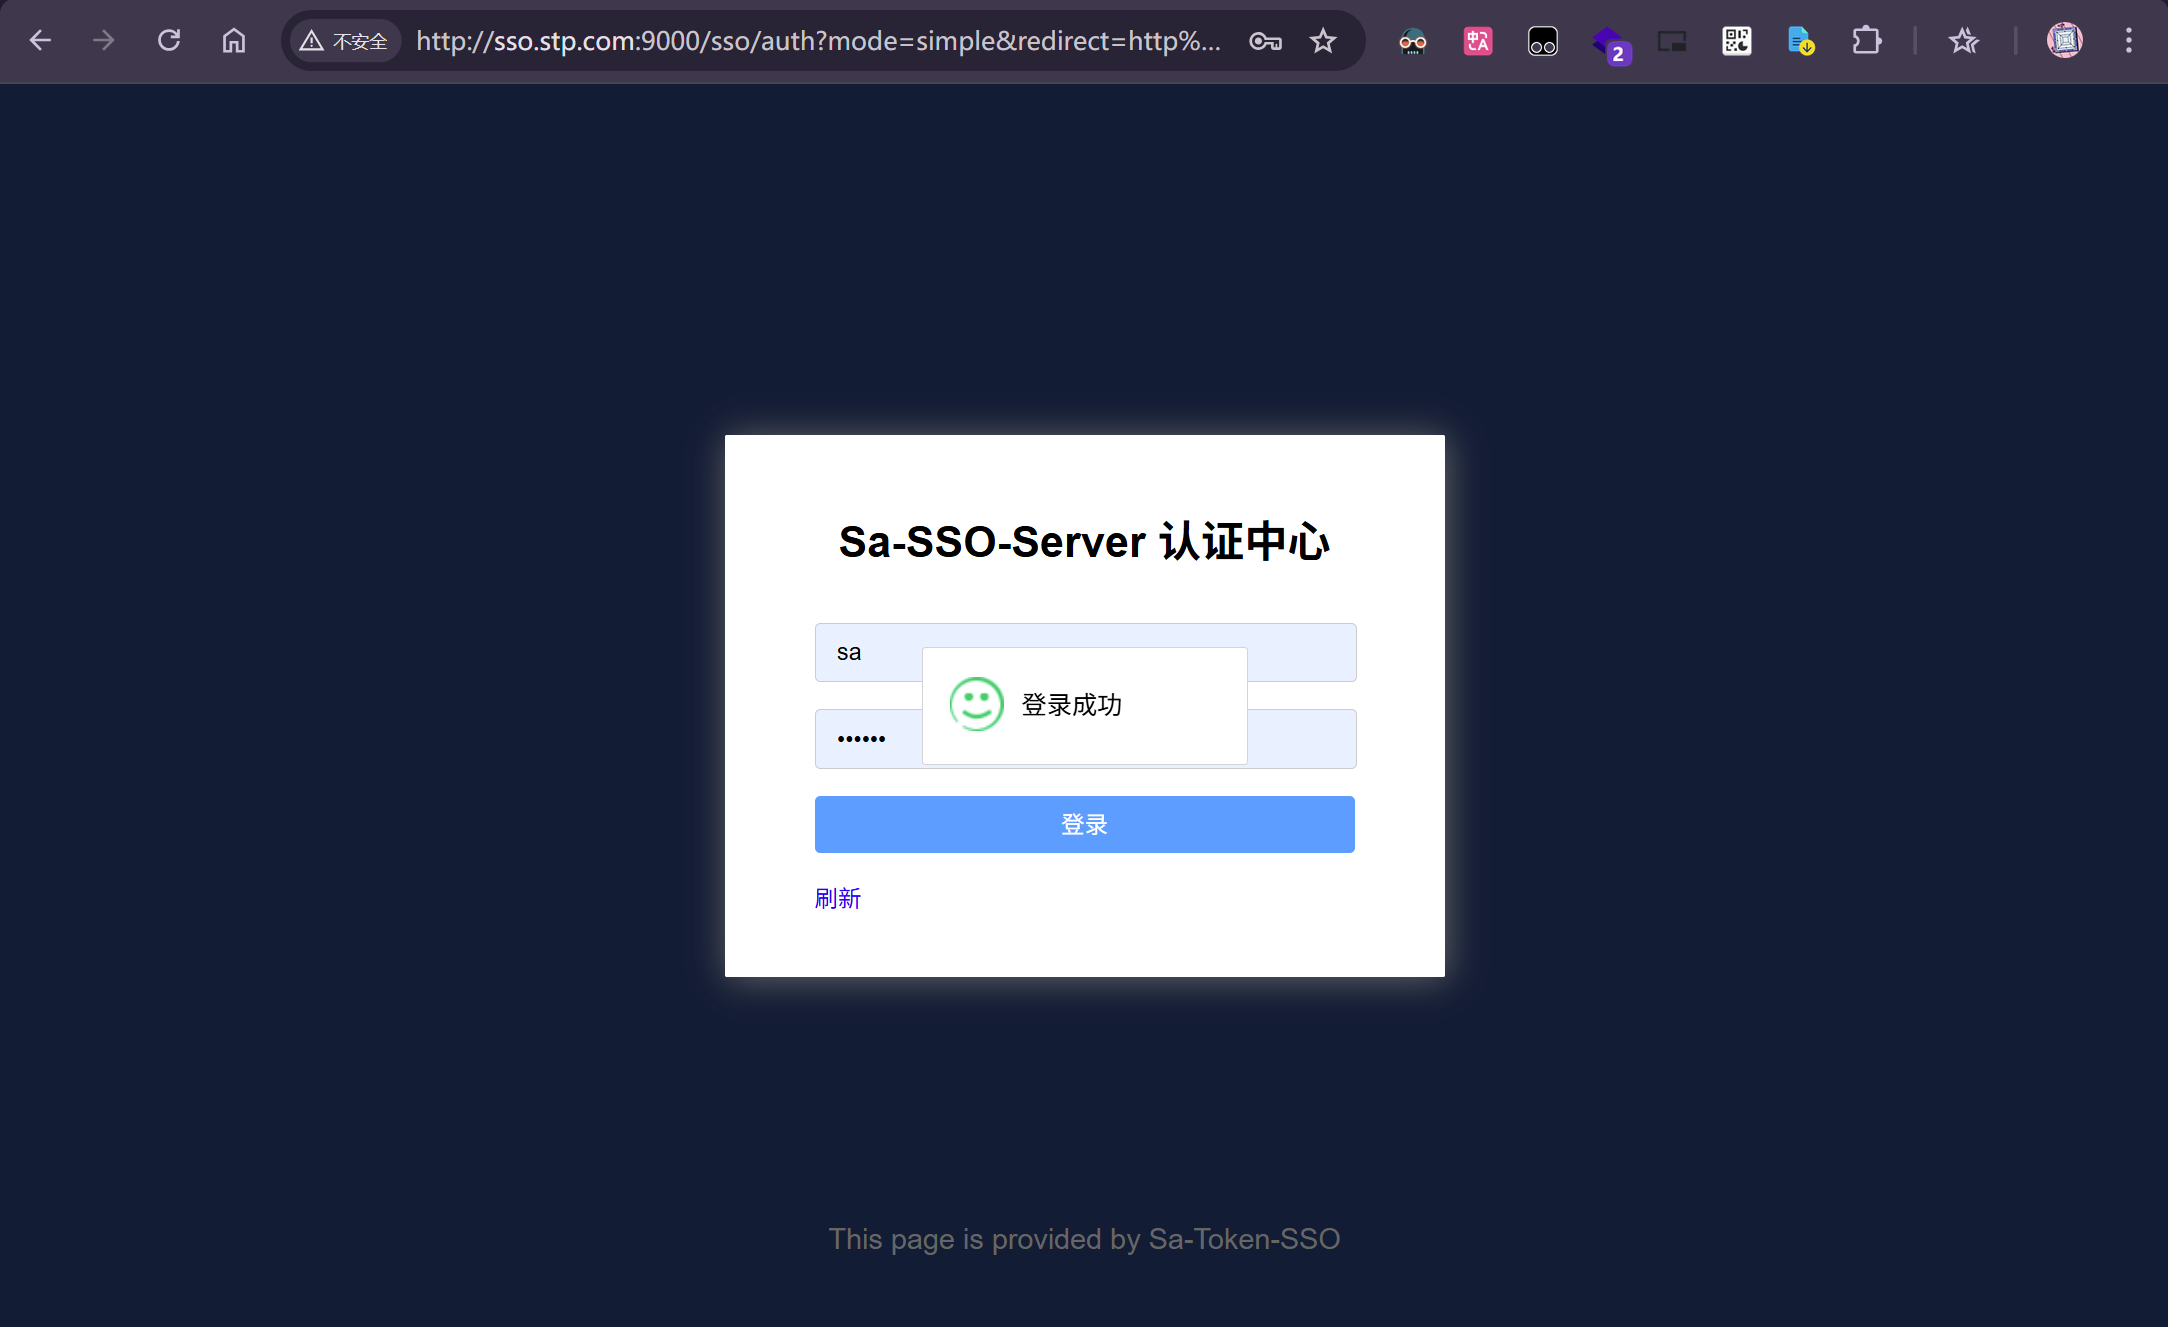 不安全 http://sso.stp.com:9000/sso/auth?mode=simple&redirect=http%...
2
Sa-SSO-Server 认证中心
sa
••••••
登录成功
登录
刷新
This page is provided by Sa-Token-SSO